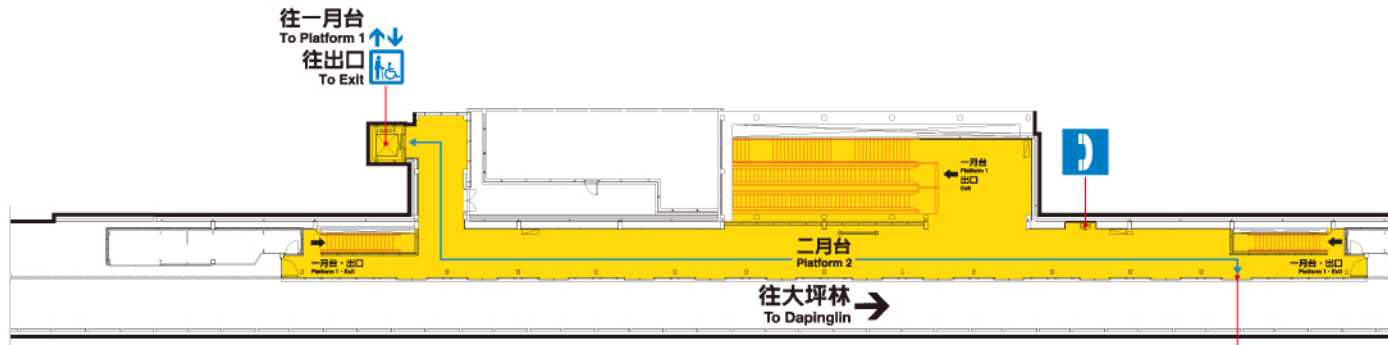 往一月台
To Platform 1
往出口
To Exit
一月台
Platform 1
出口
Exit
二月台
Platform 2
一月台・出口
Platform 1・Exit
一月台・出口
Platform 1・Exit
往大坪林
To Dapinglin